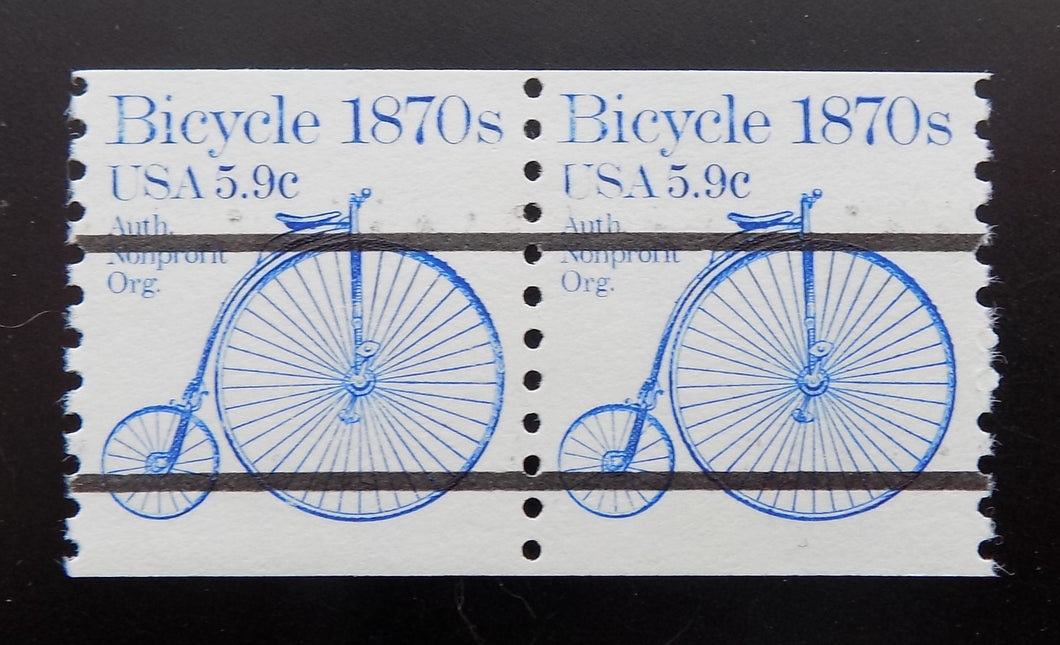 Bicycle 1870s
USA 5.9c
Auth.
Nonprofit
Org.
Bicycle 1870s
USA 5.9c
Auth.
Nonprofit
Org.